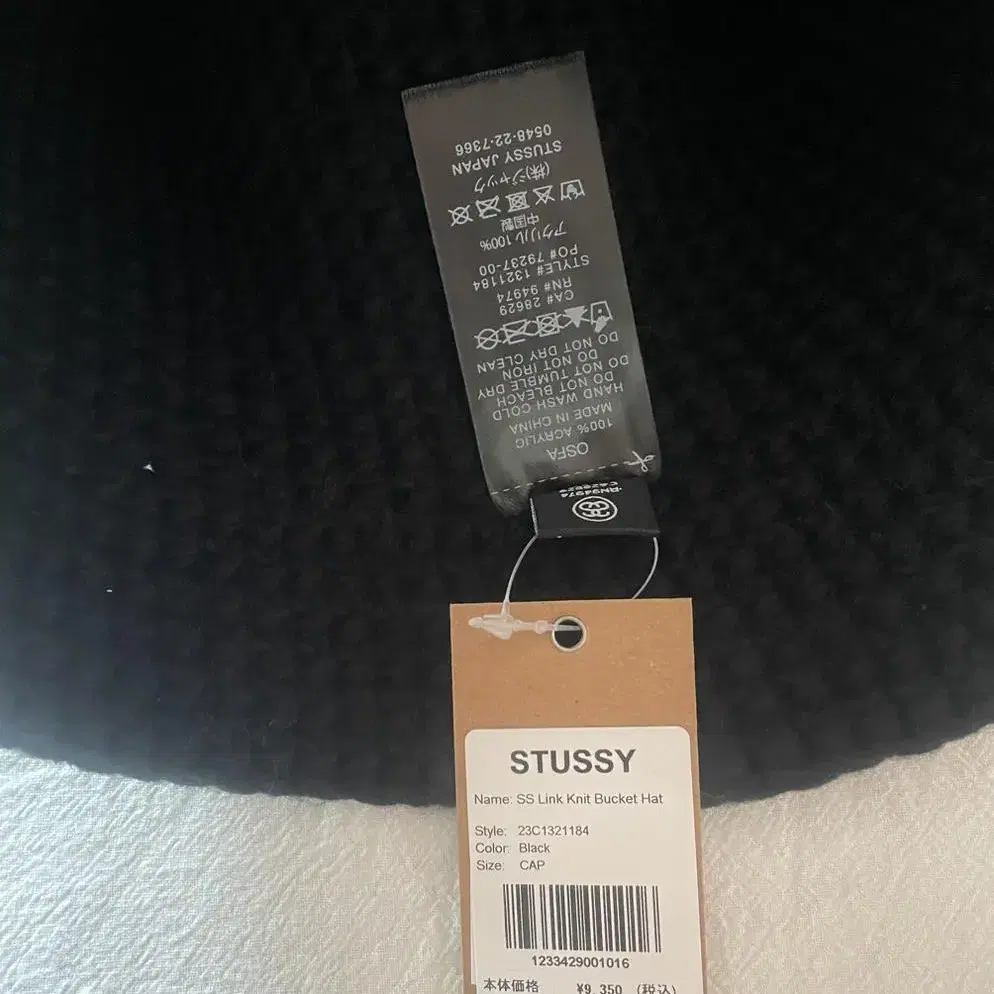 OSFA
100% ACRYLIC
MADE IN CHINA
HAND WASH COLD
DO NOT BLEACH
DO NOT TUMBLE DRY
DO NOT IRON
DO NOT DRY CLEAN
CA# 28629
RN# 94974
STYLE# 1321184
PO# 79237-00
アクリル 100%
中国製
(株)ジャック
STUSSY JAPAN
0548-22-7366
RN94974
STUSSY
Name: SS Link Knit Bucket Hat
Style: 23C1321184
Color: Black
Size: CAP
1233429001016
本体価格 ¥9,350 (税込)